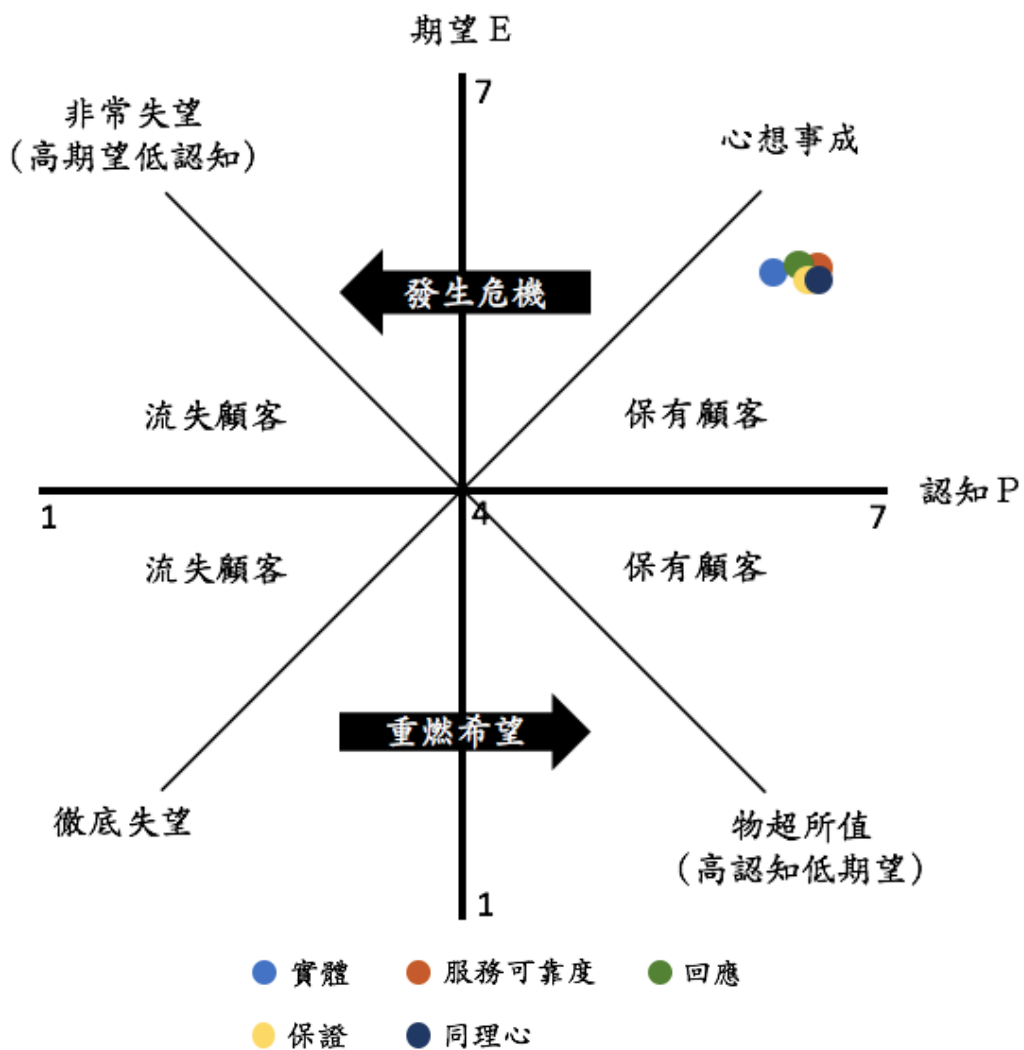 期望 E
7
非常失望
(高期望低認知)
心想事成
發生危機
流失顧客
保有顧客
1
4
7
認知 P
流失顧客
保有顧客
重燃希望
徹底失望
物超所值
(高認知低期望)
1
實體
服務可靠度
回應
保證
同理心